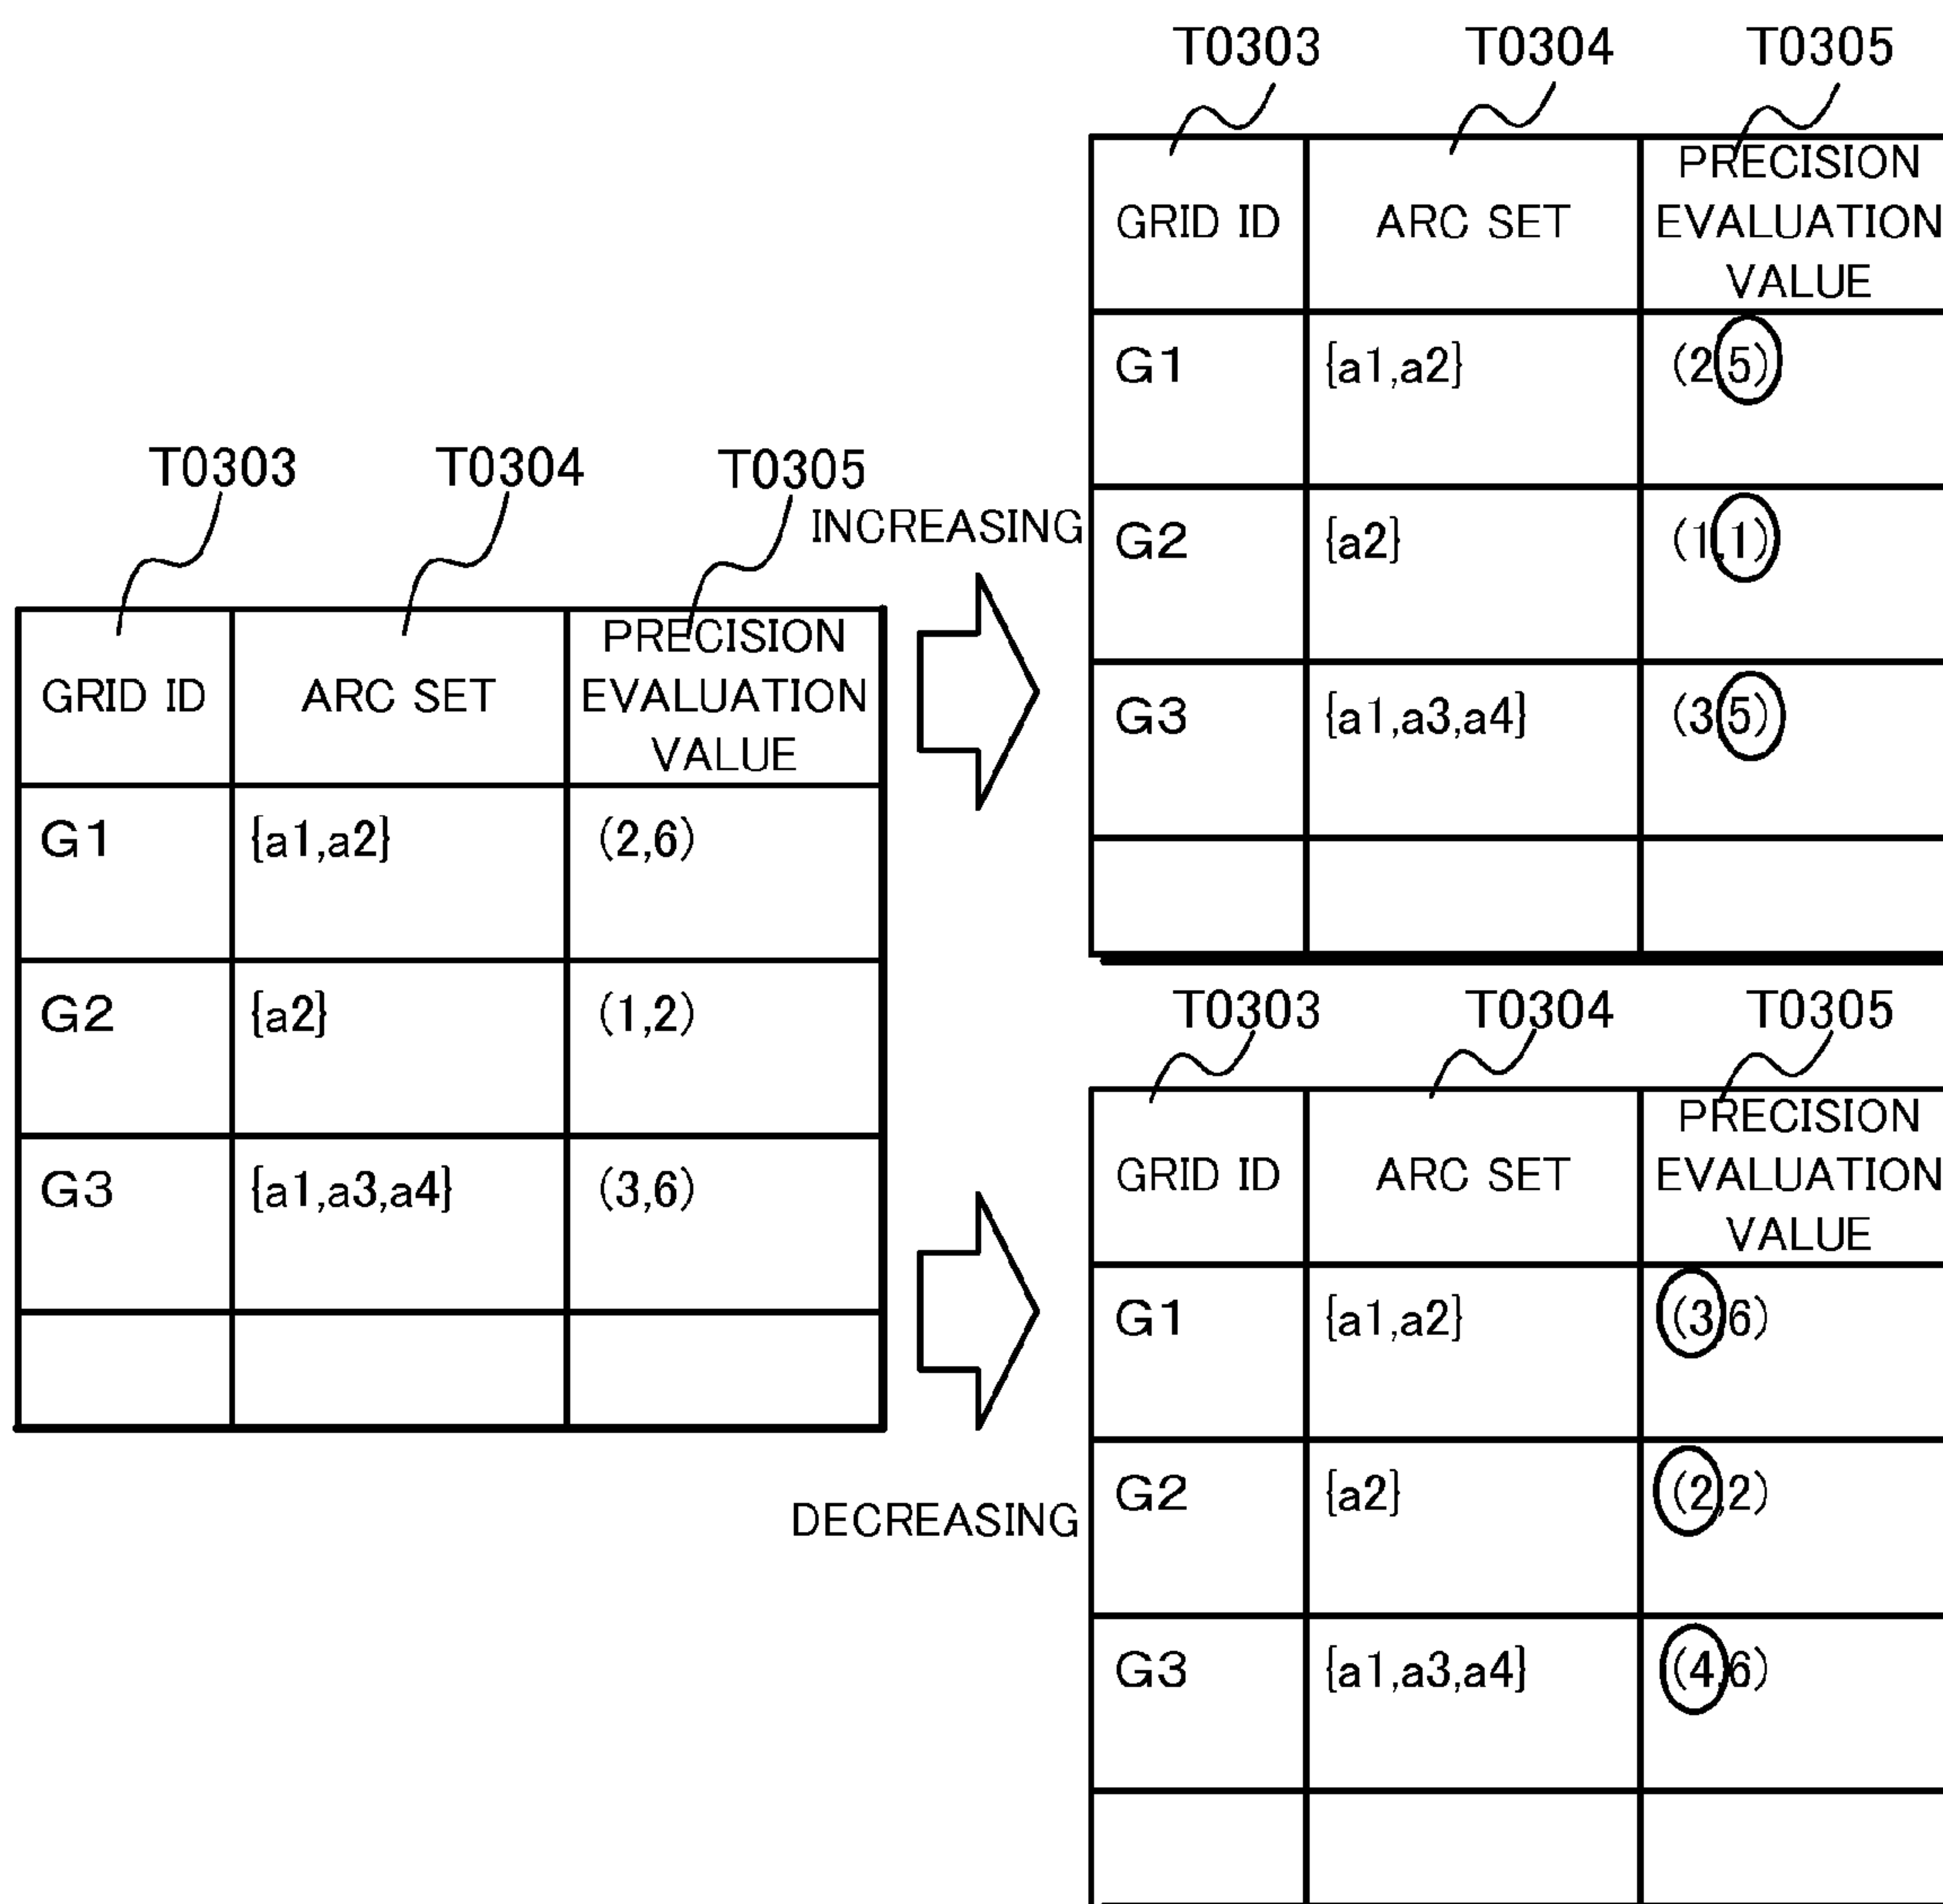 T0303 T0304 T0305
GRID ID ARC SET PRECISION
EVALUATION
VALUE
G1 {a1,a2} (2,6)
G2 {a2} (1,2)
G3 {a1,a3,a4} (3,6)
INCREASING
T0303 T0304 T0305
GRID ID ARC SET PRECISION
EVALUATION
VALUE
G1 {a1,a2} (2,5)
G2 {a2} (1,1)
G3 {a1,a3,a4} (3,5)
DECREASING
T0303 T0304 T0305
GRID ID ARC SET PRECISION
EVALUATION
VALUE
G1 {a1,a2} (3,6)
G2 {a2} (2,2)
G3 {a1,a3,a4} (4,6)